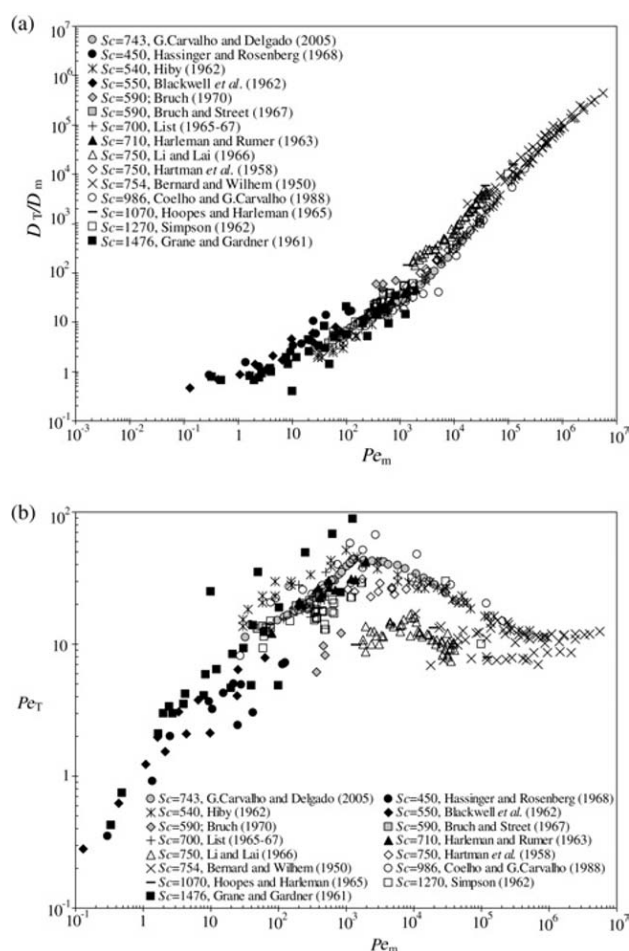 (a)
10^7
10^6
10^5
10^4
10^3
10^2
10
1
10^-1
D_T/D_m
Sc=743, G.Carvalho and Delgado (2005)
Sc=450, Hassinger and Rosenberg (1968)
Sc=540, Hiby (1962)
Sc=550, Blackwell et al. (1962)
Sc=590; Bruch (1970)
Sc=590, Bruch and Street (1967)
Sc=700, List (1965-67)
Sc=710, Harleman and Rumer (1963)
Sc=750, Li and Lai (1966)
Sc=750, Hartman et al. (1958)
Sc=754, Bernard and Wilhem (1950)
Sc=986, Coelho and G.Carvalho (1988)
Sc=1070, Hoopes and Harleman (1965)
Sc=1270, Simpson (1962)
Sc=1476, Grane and Gardner (1961)
10^-3 10^-2 10^-1 1 10 10^2 10^3 10^4 10^5 10^6 10^7
Pe_m
(b)
10^2
10
1
10^-1
Pe_T
Sc=743, G.Carvalho and Delgado (2005) Sc=450, Hassinger and Rosenberg (1968)
Sc=540, Hiby (1962) Sc=550, Blackwell et al. (1962)
Sc=590; Bruch (1970) Sc=590, Bruch and Street (1967)
Sc=700, List (1965-67) Sc=710, Harleman and Rumer (1963)
Sc=750, Li and Lai (1966) Sc=750, Hartman et al. (1958)
Sc=754, Bernard and Wilhem (1950) Sc=986, Coelho and G.Carvalho (1988)
Sc=1070, Hoopes and Harleman (1965) Sc=1270, Simpson (1962)
Sc=1476, Grane and Gardner (1961)
10^-1 1 10 10^2 10^3 10^4 10^5 10^6 10^7
Pe_m